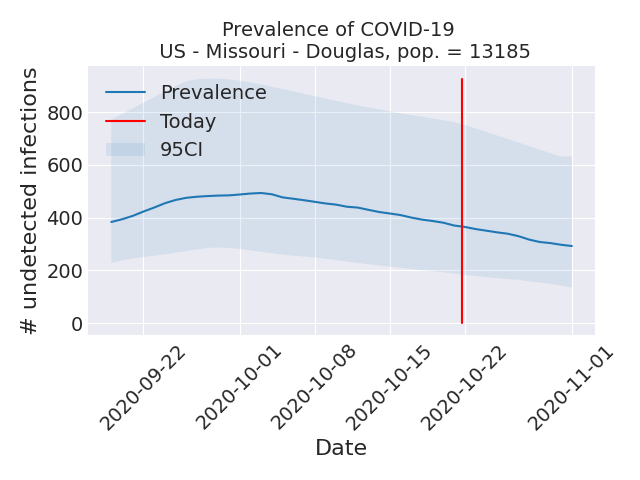 Prevalence of COVID-19
US - Missouri - Douglas, pop. = 13185
# undetected infections
800
600
400
200
0
Prevalence
Today
95CI
2020-09-22
2020-10-01
2020-10-08
2020-10-15
2020-10-22
2020-11-01
Date